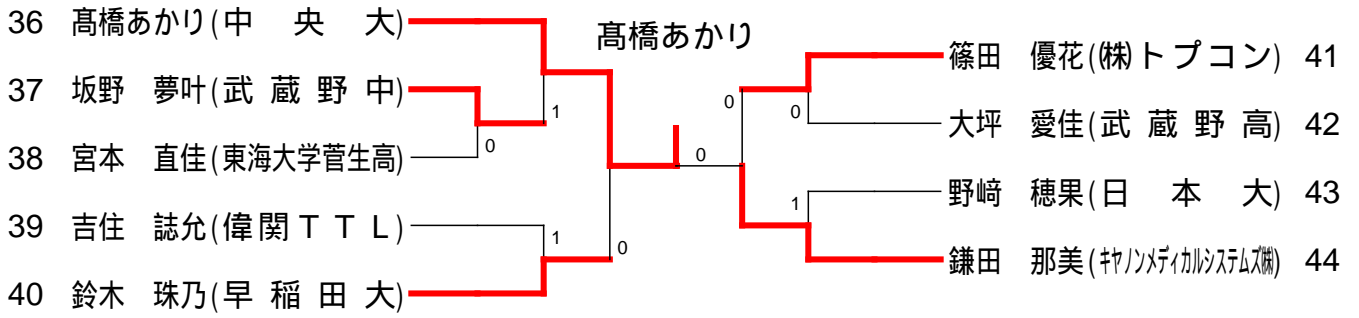 36 髙橋あかり(中 央 大)
37 坂野 夢叶(武 蔵 野 中)
38 宮本 直佳(東海大学菅生高)
39 吉住 誌允(偉関TTL)
40 鈴木 珠乃(早 稲 田 大)
1
0
1
0
髙橋あかり
0
篠田 優花(㈱トプコン) 41
大坪 愛佳(武 蔵 野 高) 42
野﨑 穂果(日 本 大) 43
鎌田 那美(キヤノンメディカルシステムズ㈱) 44
0
0
1